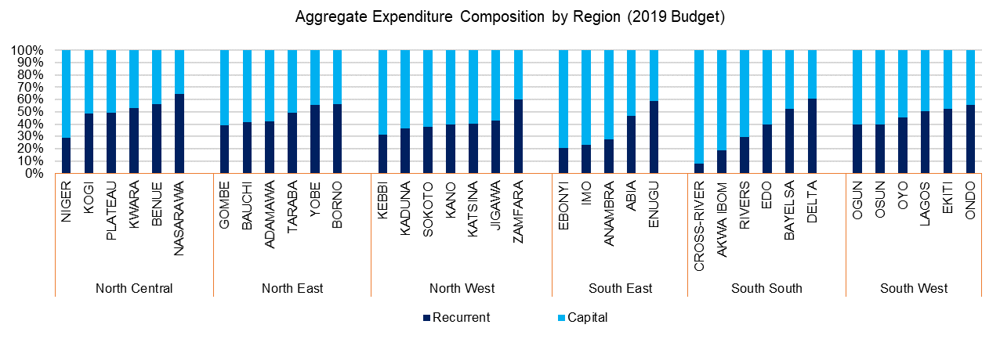 Aggregate Expenditure Composition by Region (2019 Budget)
100%
90%
80%
70%
60%
50%
40%
30%
20%
10%
0%
NIGER
KOGI
PLATEAU
KWARA
BENUE
NASARAWA
GOMBE
BAUCHI
ADAMAWA
TARABA
YOBE
BORNO
KEBBI
KADUNA
SOKOTO
KANO
KATSINA
JIGAWA
ZAMFARA
EBONYI
IMO
ANAMBRA
ABIA
ENUGU
CROSS-RIVER
AKWA IBOM
RIVERS
EDO
BAYELSA
DELTA
OGUN
OSUN
OYO
LAGOS
EKITI
ONDO
North Central
North East
North West
South East
South South
South West
Recurrent
Capital